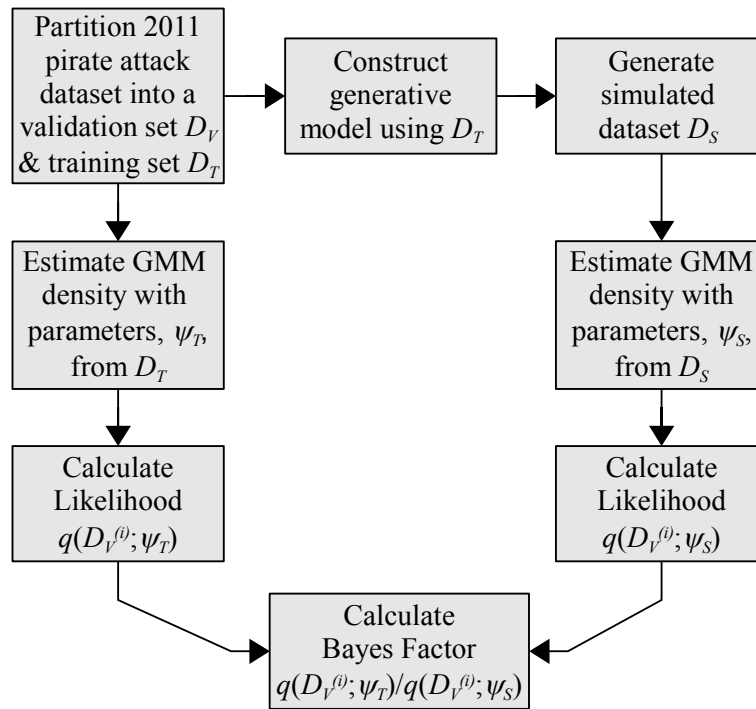 Partition 2011
pirate attack
dataset into a
validation set D_V
& training set D_T
Construct
generative
model using D_T
Generate
simulated
dataset D_S
Estimate GMM
density with
parameters, ψ_T,
from D_T
Estimate GMM
density with
parameters, ψ_S,
from D_S
Calculate
Likelihood
q(D_V^(i); ψ_T)
Calculate
Likelihood
q(D_V^(i); ψ_S)
Calculate
Bayes Factor
q(D_V^(i); ψ_T)/q(D_V^(i); ψ_S)